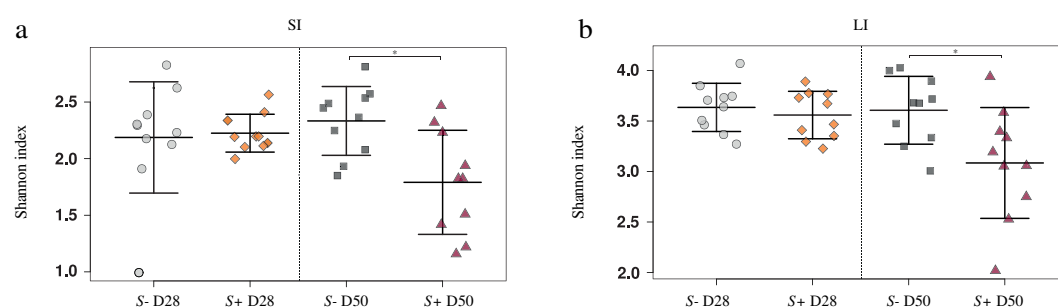 a
SI
Shannon index
2.5
2.0
1.5
1.0
*
S- D28
S+ D28
S- D50
S+ D50
b
LI
Shannon index
4.0
3.5
3.0
2.5
2.0
*
S- D28
S+ D28
S- D50
S+ D50